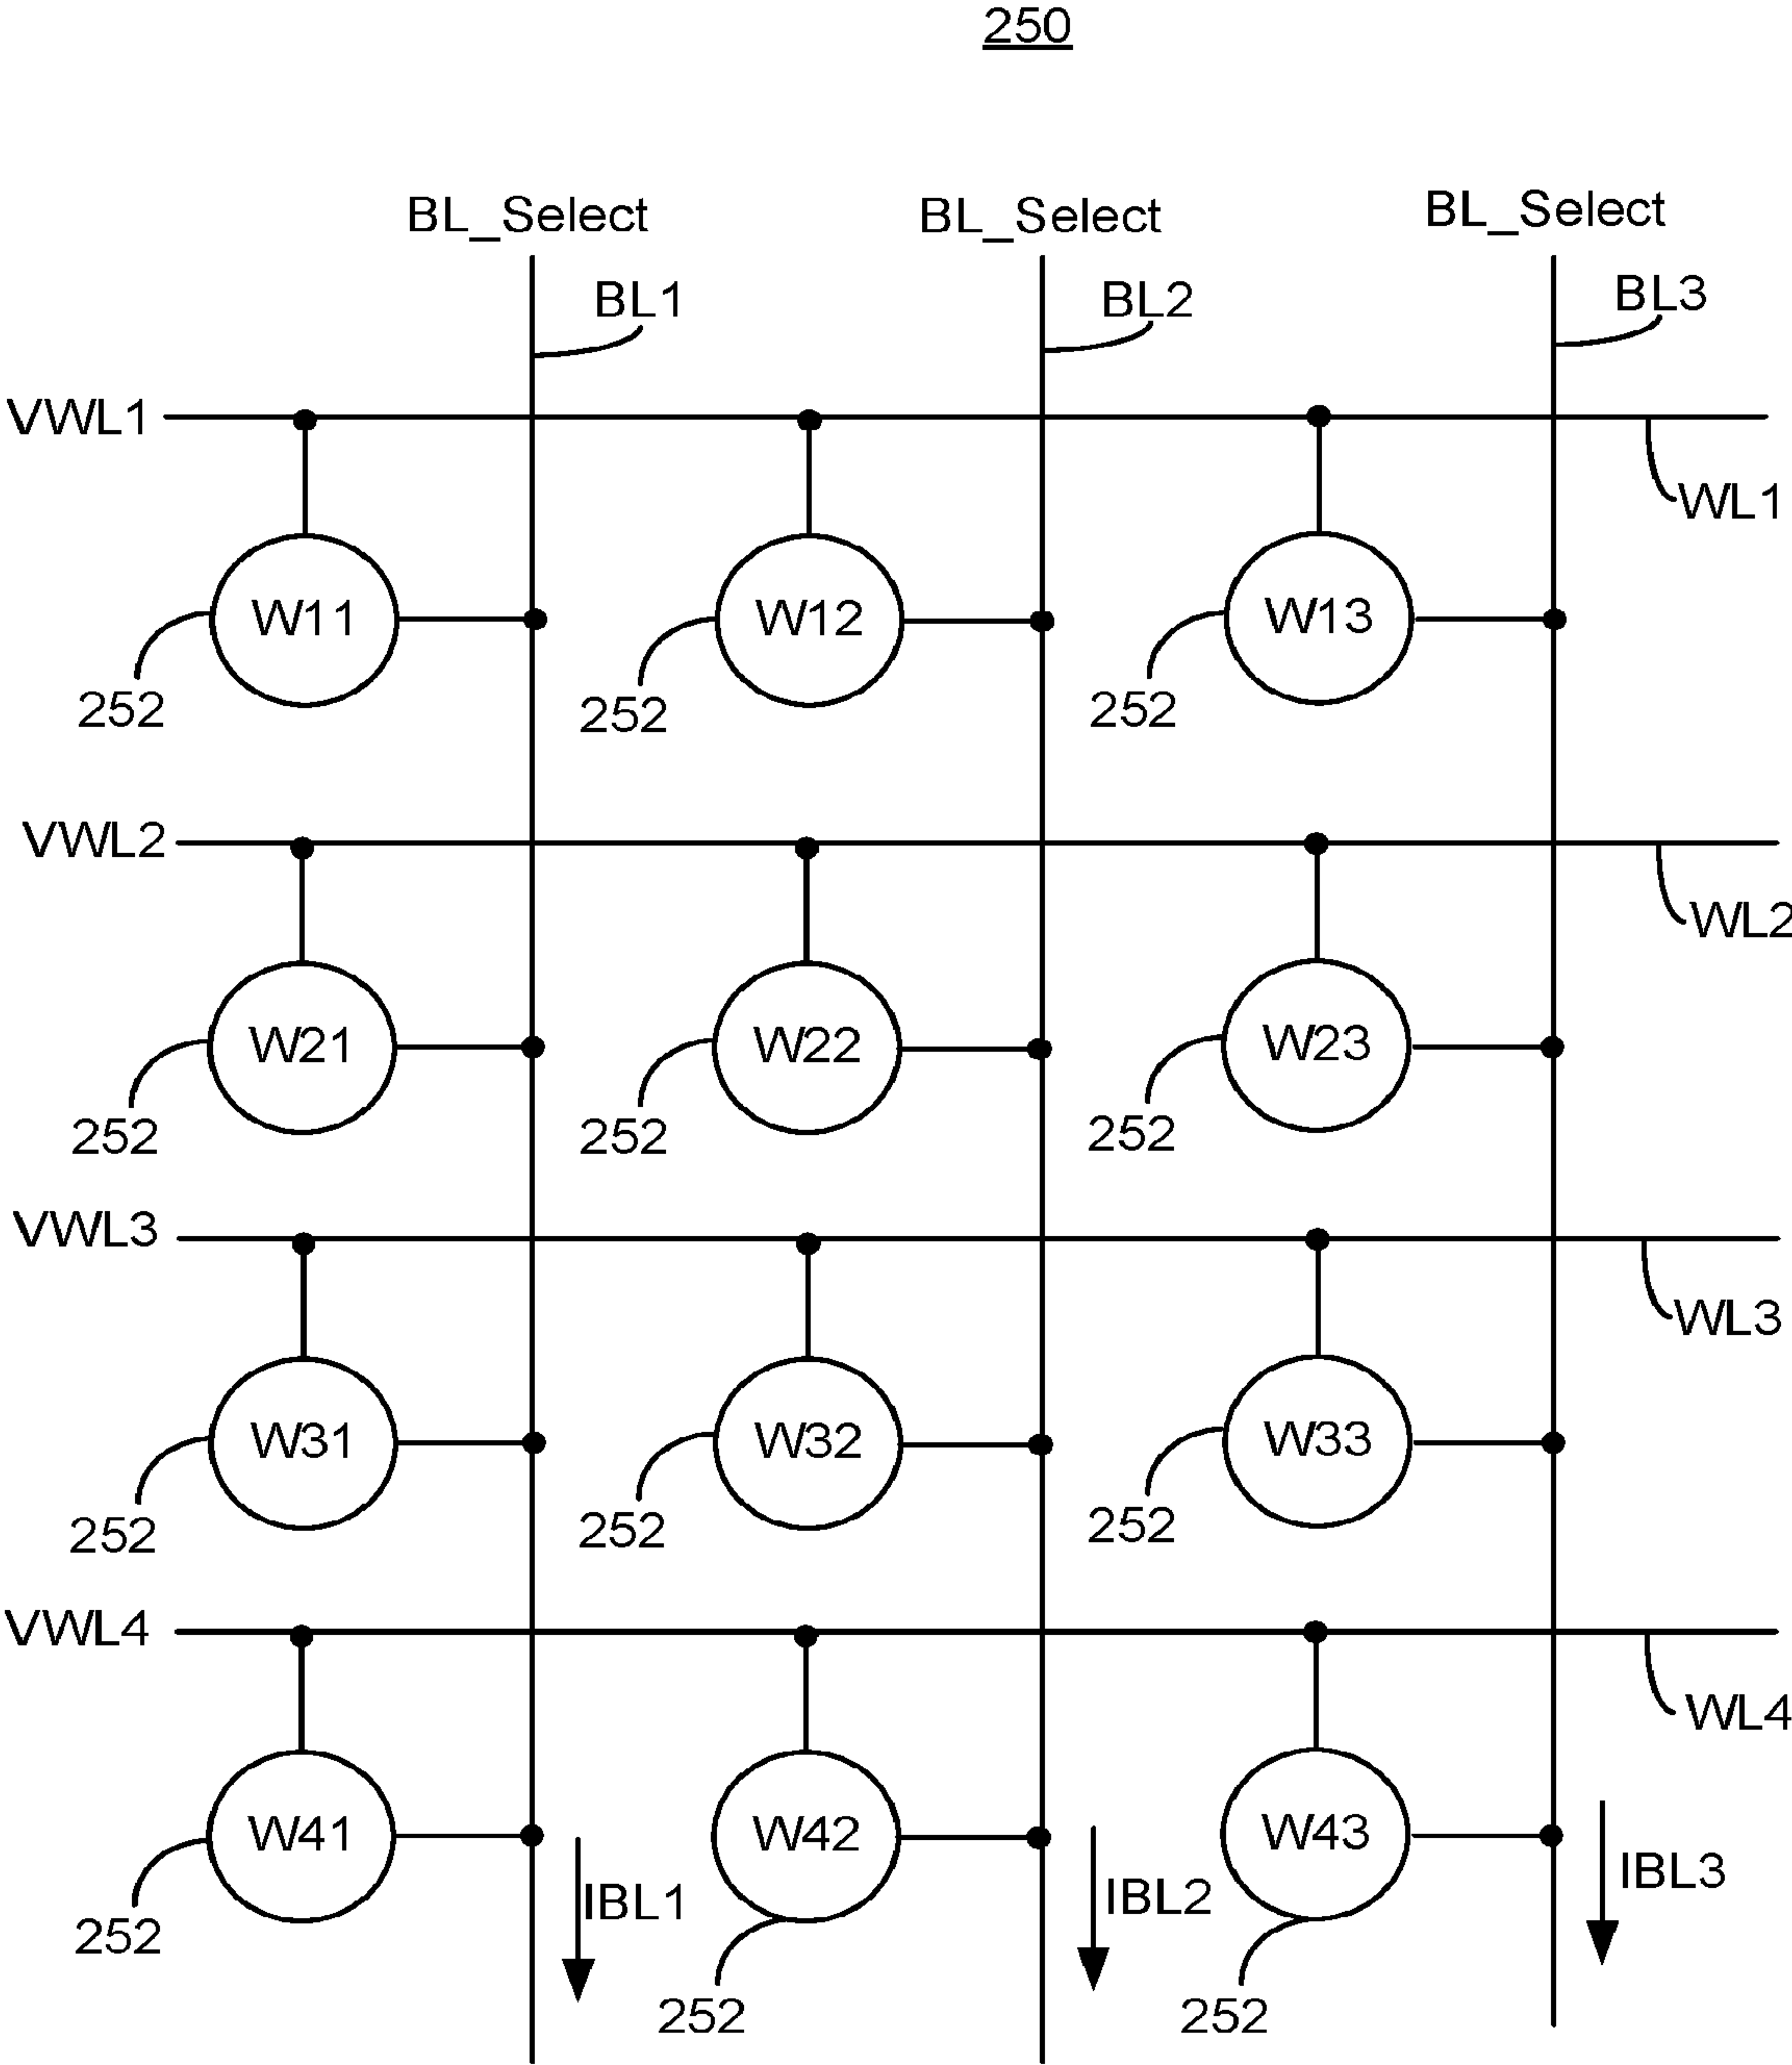 250
BL_Select BL_Select BL_Select
BL1 BL2 BL3
VWL1
WL1
W11 W12 W13
252 252 252
VWL2
WL2
W21 W22 W23
252 252 252
VWL3
WL3
W31 W32 W33
252 252 252
VWL4
WL4
W41 W42 W43
IBL1 IBL2 IBL3
252 252 252